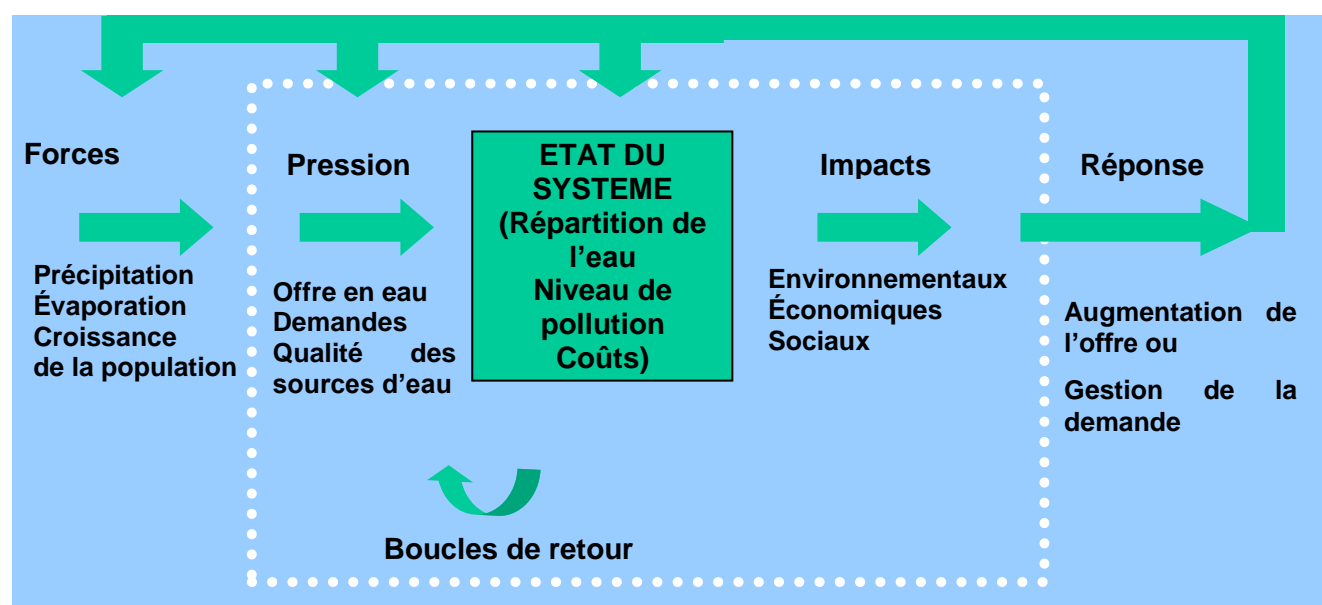 Forces
Précipitation
Évaporation
Croissance
de la population
Pression
Offre en eau
Demandes
Qualité des
sources d'eau
ETAT DU
SYSTEME
(Répartition de
l'eau
Niveau de
pollution
Coûts)
Impacts
Environnementaux
Économiques
Sociaux
Réponse
Augmentation de
l'offre ou
Gestion de la
demande
Boucles de retour